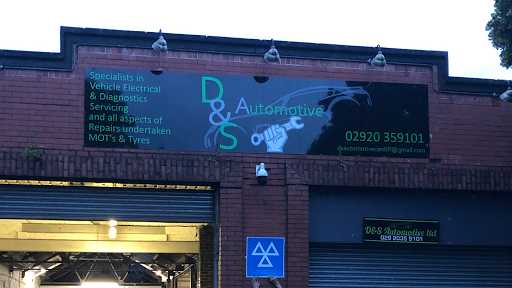 Specialists in
Vehicle Electrical
& Diagnostics
Servicing
and all aspects of
Repairs undertaken
MOT's & Tyres
D&S Automotive
02920 359101
dsautomotivecardiff@gmail.com
D&S Automotive ltd
029 2035 9101